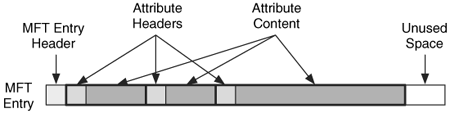 MFT Entry
Header
Attribute
Headers
Attribute
Content
Unused
Space
MFT
Entry